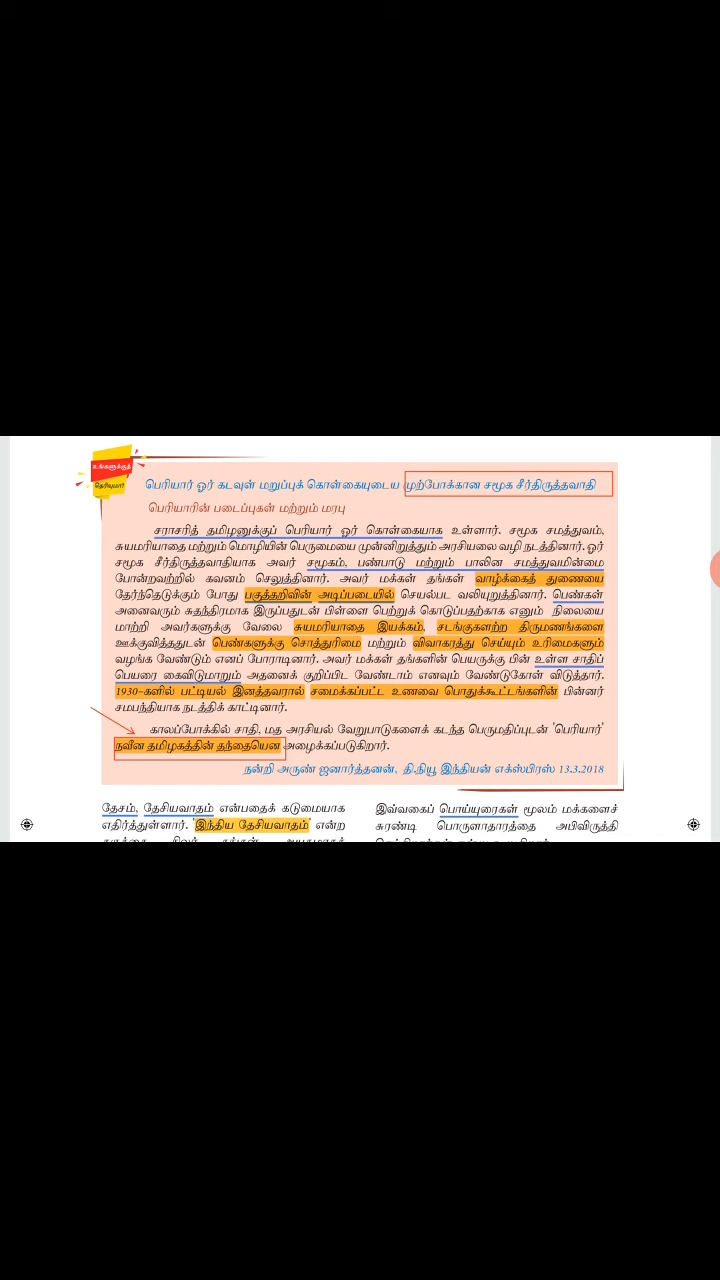 உங்களுக்குத்
தெரியுமா?
பெரியார் ஓர் கடவுள் மறுப்புக் கொள்கையுடைய முற்போக்கான சமூக சீர்திருத்தவாதி
பெரியாரின் படைப்புகள் மற்றும் மரபு
சராசரித் தமிழனுக்குப் பெரியார் ஓர் கொள்கையாக உள்ளார். சமூக சமத்துவம்,
சுயமரியாதை மற்றும் மொழியின் பெருமையை முன்னிறுத்தும் அரசியலை வழி நடத்தினார். ஓர்
சமூக சீர்திருத்தவாதியாக அவர் சமூகம், பண்பாடு மற்றும் பாலின சமத்துவமின்மை
போன்றவற்றில் கவனம் செலுத்தினார். அவர் மக்கள் தங்கள் வாழ்க்கைத் துணையை
தேர்ந்தெடுக்கும் போது பகுத்தறிவின் அடிப்படையில் செயல்பட வலியுறுத்தினார். பெண்கள்
அனைவரும் சுதந்திரமாக இருப்பதுடன் பிள்ளை பெற்றுக் கொடுப்பதற்காக எனும் நிலையை
மாற்றி அவர்களுக்கு வேலை சுயமரியாதை இயக்கம், சடங்குகளற்ற திருமணங்களை
ஊக்குவித்ததுடன் பெண்களுக்கு சொத்துரிமை மற்றும் விவாகரத்து செய்யும் உரிமைகளும்
வழங்க வேண்டும் எனப் போராடினார். அவர் மக்கள் தங்களின் பெயருக்கு பின் உள்ள சாதிப்
பெயரை கைவிடுமாறும் அதனைக் குறிப்பிட வேண்டாம் எனவும் வேண்டுகோள் விடுத்தார்.
1930-களில் பட்டியல் இனத்தவரால் சமைக்கப்பட்ட உணவை பொதுக்கூட்டங்களின் பின்னர்
சமபந்தியாக நடத்திக் காட்டினார்.
காலப்போக்கில் சாதி, மத அரசியல் வேறுபாடுகளைக் கடந்த பெருமதிப்புடன் 'பெரியார்'
நவீன தமிழகத்தின் தந்தையென அழைக்கப்படுகிறார்.
நன்றி அருண் ஜனார்த்தனன், தி.நியூ இந்தியன் எக்ஸ்பிரஸ் 13.3.2018
தேசம், தேசியவாதம் என்பதைக் கடுமையாக
எதிர்த்துள்ளார். 'இந்திய தேசியவாதம்' என்ற
இவ்வகைப் பொய்யுரைகள் மூலம் மக்களைச்
சுரண்டி பொருளாதாரத்தை அபிவிருத்தி